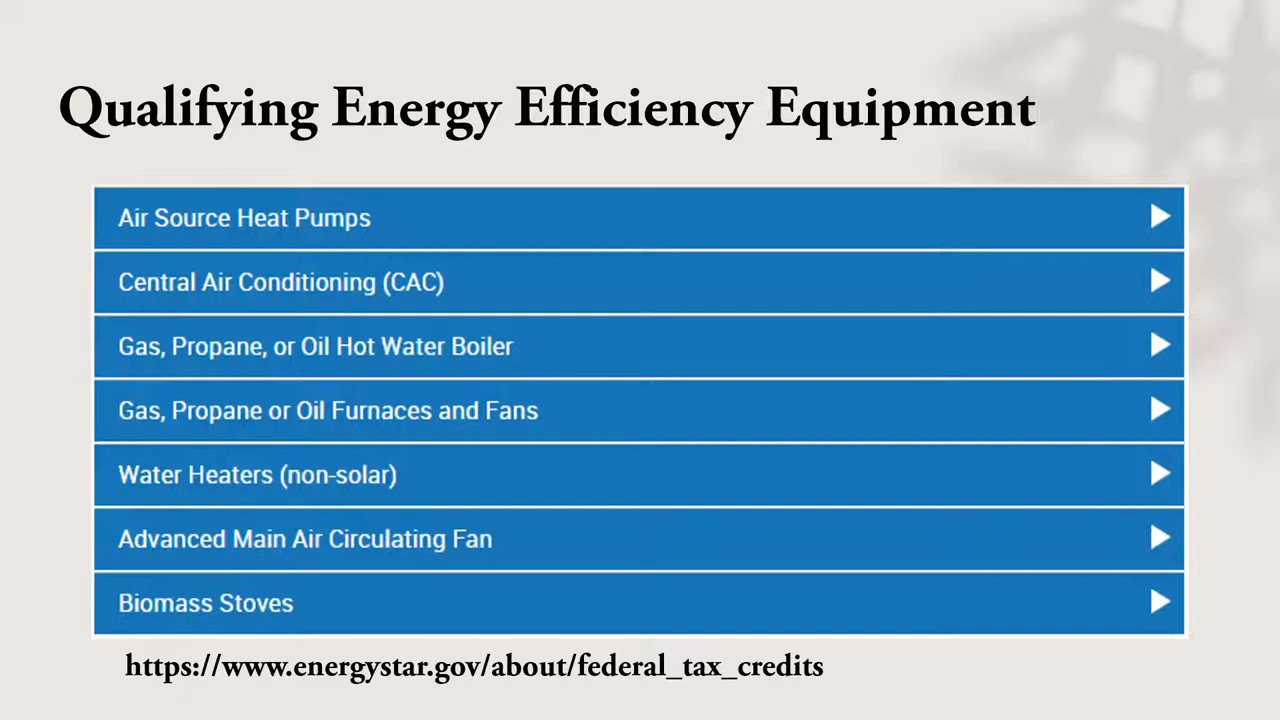 Qualifying Energy Efficiency Equipment
Air Source Heat Pumps
Central Air Conditioning (CAC)
Gas, Propane, or Oil Hot Water Boiler
Gas, Propane or Oil Furnaces and Fans
Water Heaters (non-solar)
Advanced Main Air Circulating Fan
Biomass Stoves
https://www.energystar.gov/about/federal_tax_credits